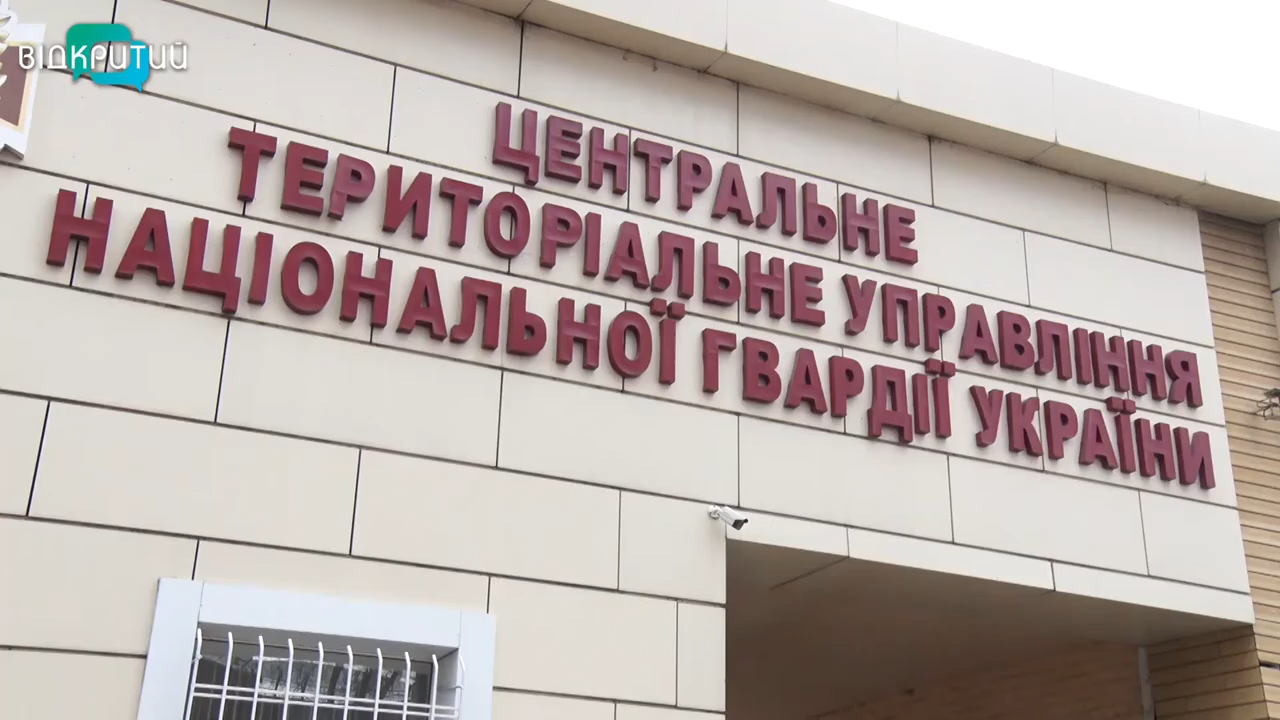 ВІДКРИТИЙ
ЦЕНТРАЛЬНЕ
ТЕРИТОРІАЛЬНЕ УПРАВЛІННЯ
НАЦІОНАЛЬНОЇ ГВАРДІЇ УКРАЇНИ